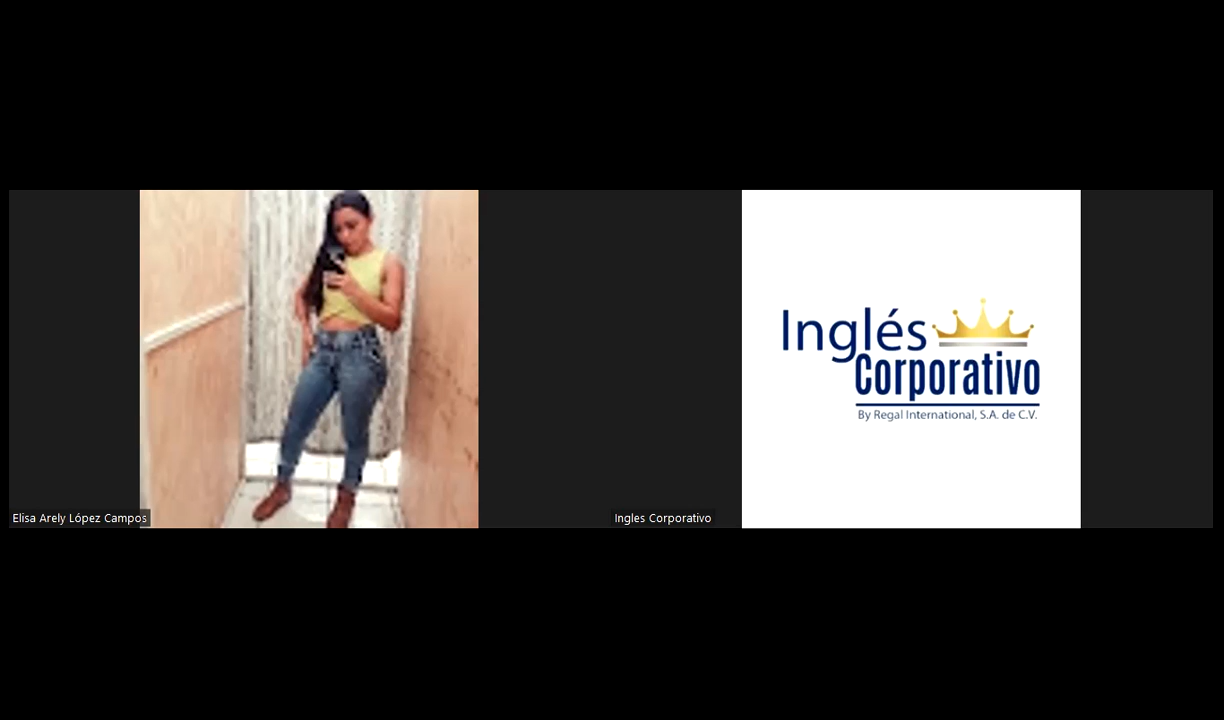 Inglés
Corporativo
By Regal International, S.A. de C.V.
Elisa Arely López Campos
Ingles Corporativo